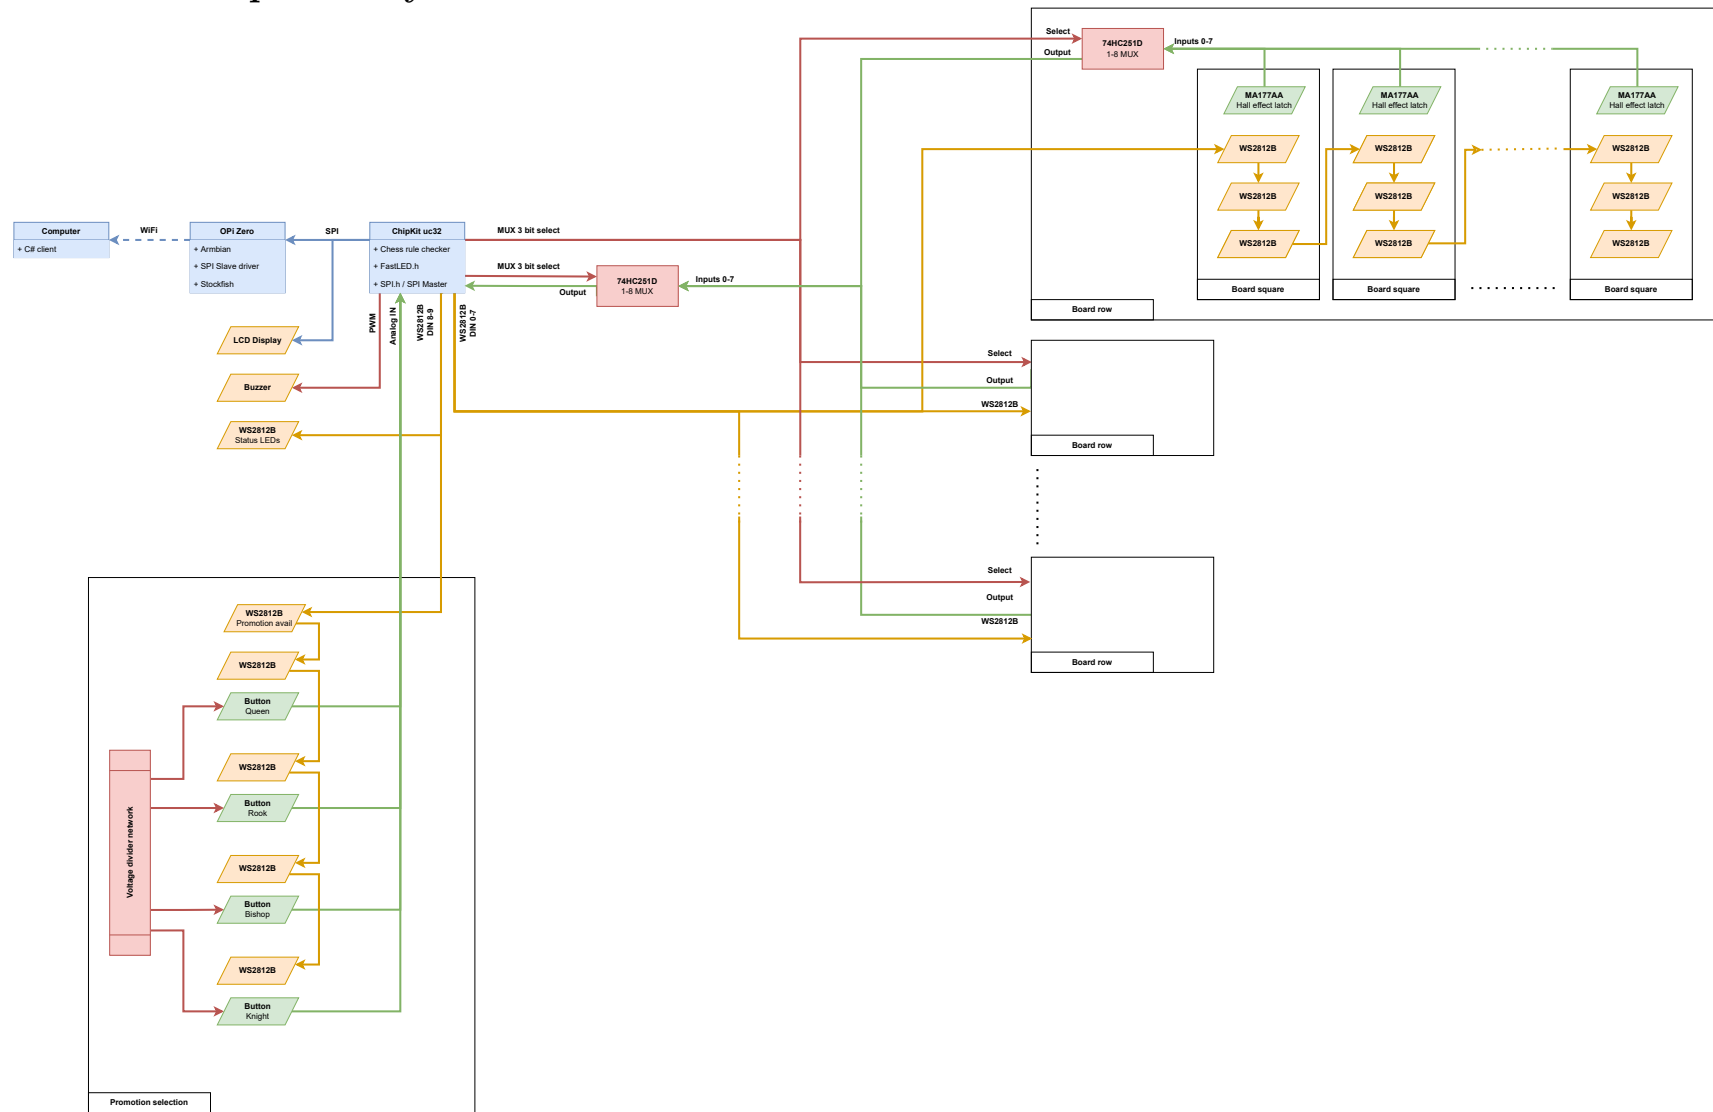 Select
Output
74HC251D
1-8 MUX
Inputs 0-7
MA177AA
Hall effect latch
MA177AA
Hall effect latch
MA177AA
Hall effect latch
WS2812B
WS2812B
WS2812B
WS2812B
WS2812B
WS2812B
WS2812B
WS2812B
WS2812B
Board square
Board square
Board square
Board row
Computer
+ C# client
WiFi
OPi Zero
+ Armbian
+ SPI Slave driver
+ Stockfish
SPI
ChipKit uc32
+ Chess rule checker
+ FastLED.h
+ SPI.h / SPI Master
MUX 3 bit select
MUX 3 bit select
Output
74HC251D
1-8 MUX
Inputs 0-7
PWM
Analog IN
WS2812B
DIN 8-9
WS2812B
DIN 0-7
LCD Display
Buzzer
WS2812B
Status LEDs
Select
Output
WS2812B
Board row
Select
Output
WS2812B
Board row
WS2812B
Promotion avail
WS2812B
Button
Queen
WS2812B
Button
Rook
WS2812B
Button
Bishop
WS2812B
Button
Knight
Voltage divider network
Promotion selection